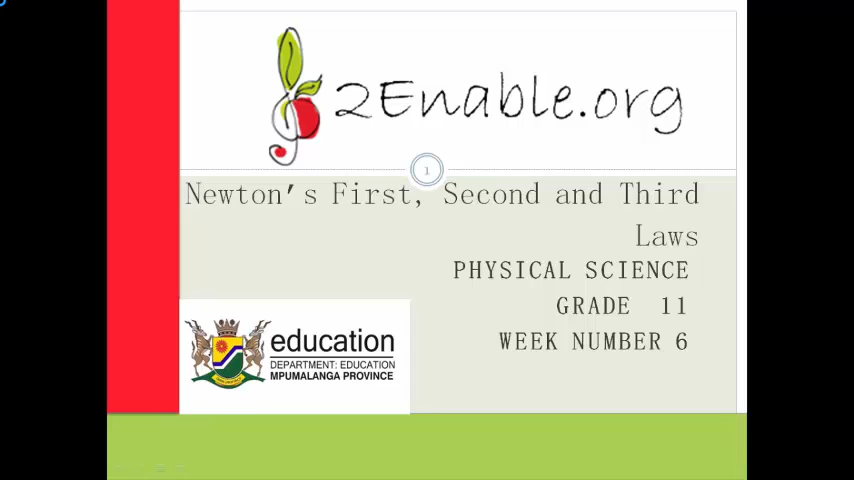 2Enable.org
1
Newton's First, Second and Third
Laws
PHYSICAL SCIENCE
GRADE 11
WEEK NUMBER 6
education
DEPARTMENT: EDUCATION
MPUMALANGA PROVINCE